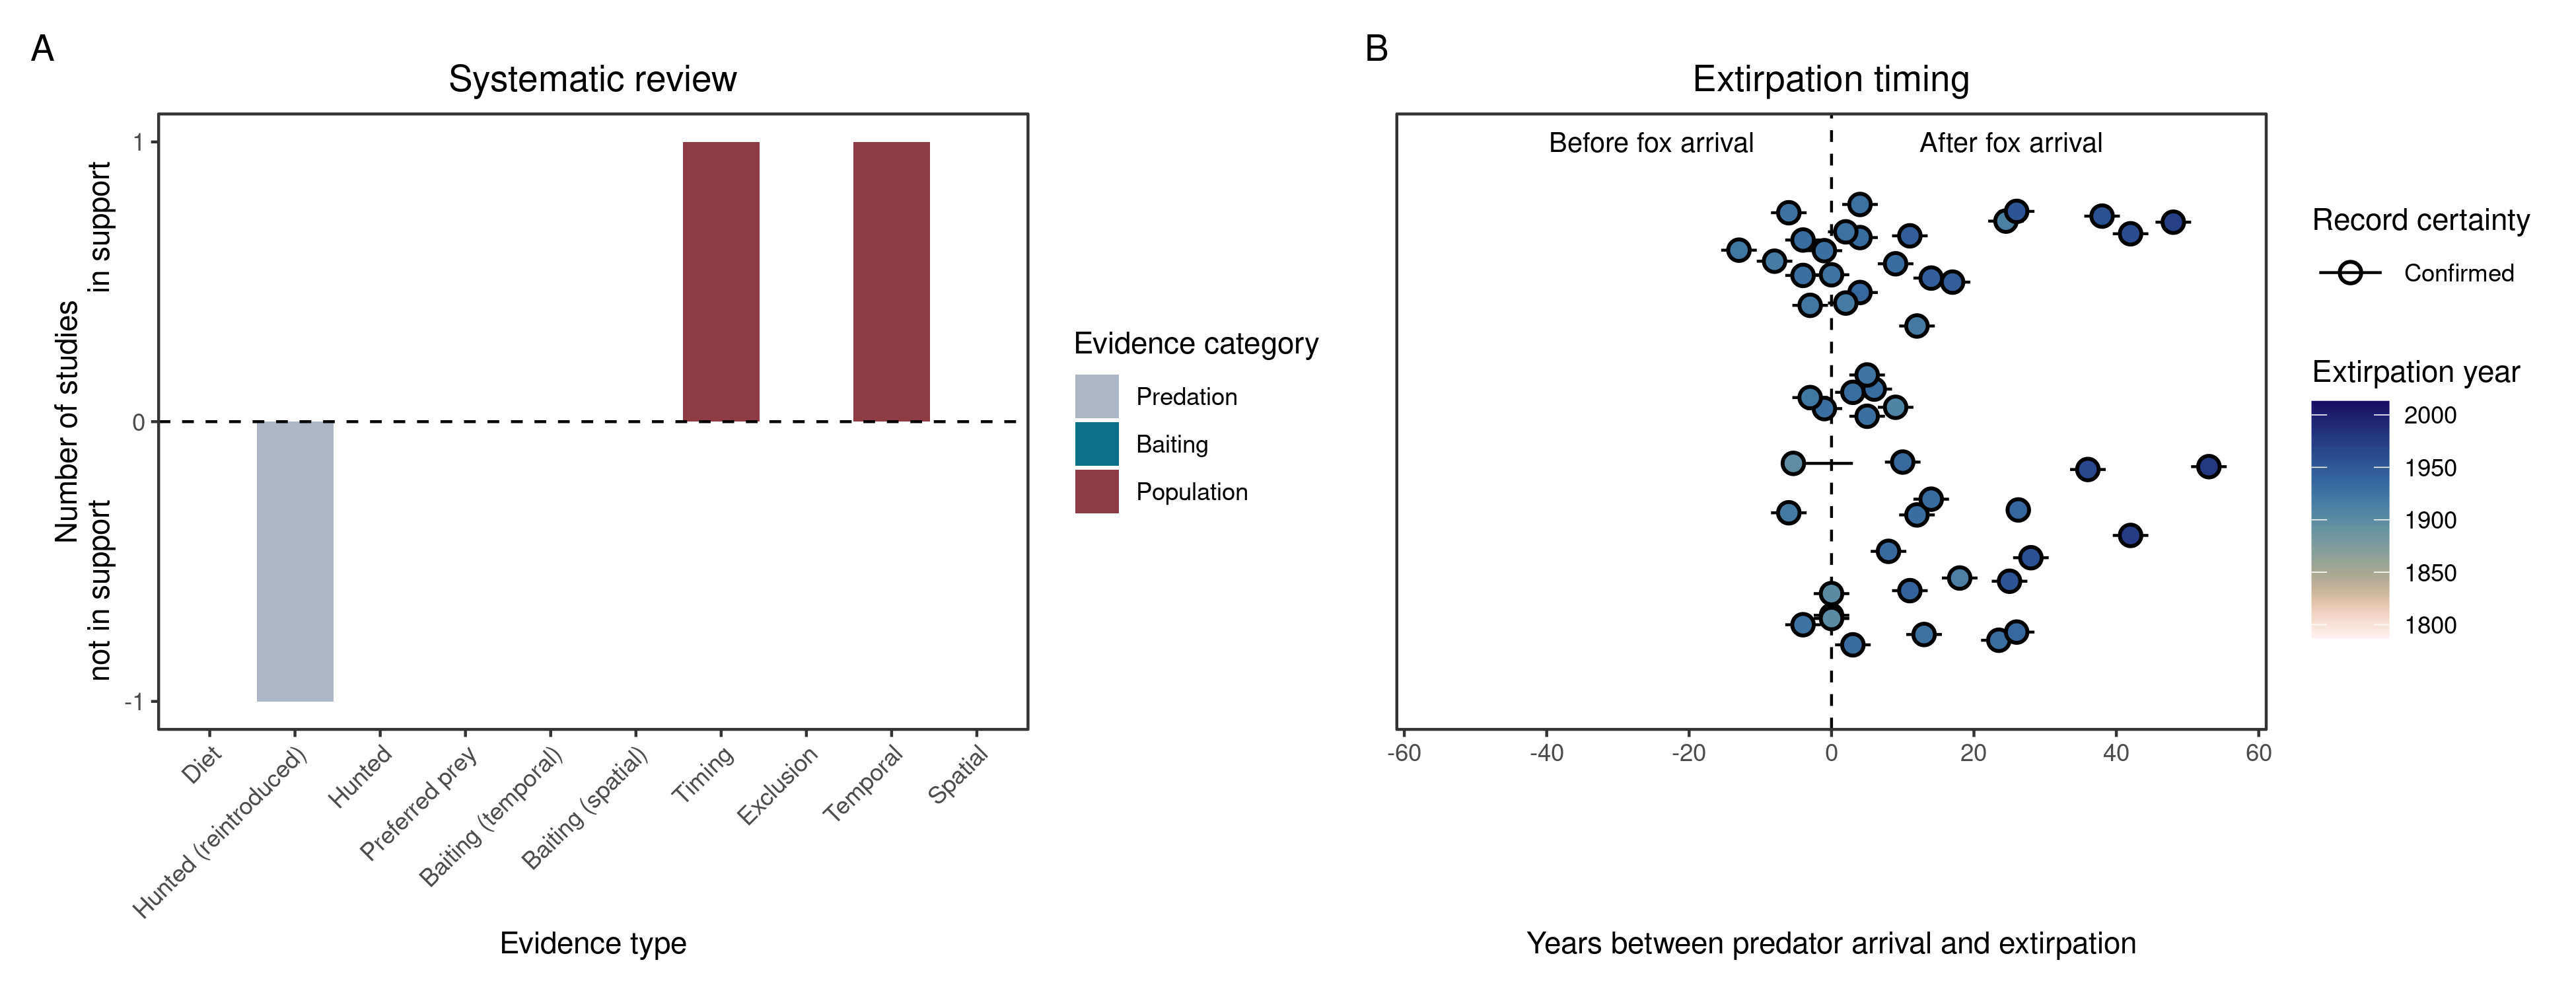 A
Systematic review
Number of studies
not in support
in support
1
0
-1
Diet
Hunted (reintroduced)
Hunted
Preferred prey
Baiting (temporal)
Baiting (spatial)
Timing
Exclusion
Temporal
Spatial
Evidence type
Evidence category
Predation
Baiting
Population
B
Extirpation timing
Before fox arrival
After fox arrival
-60
-40
-20
0
20
40
60
Years between predator arrival and extirpation
Record certainty
Confirmed
Extirpation year
2000
1950
1900
1850
1800